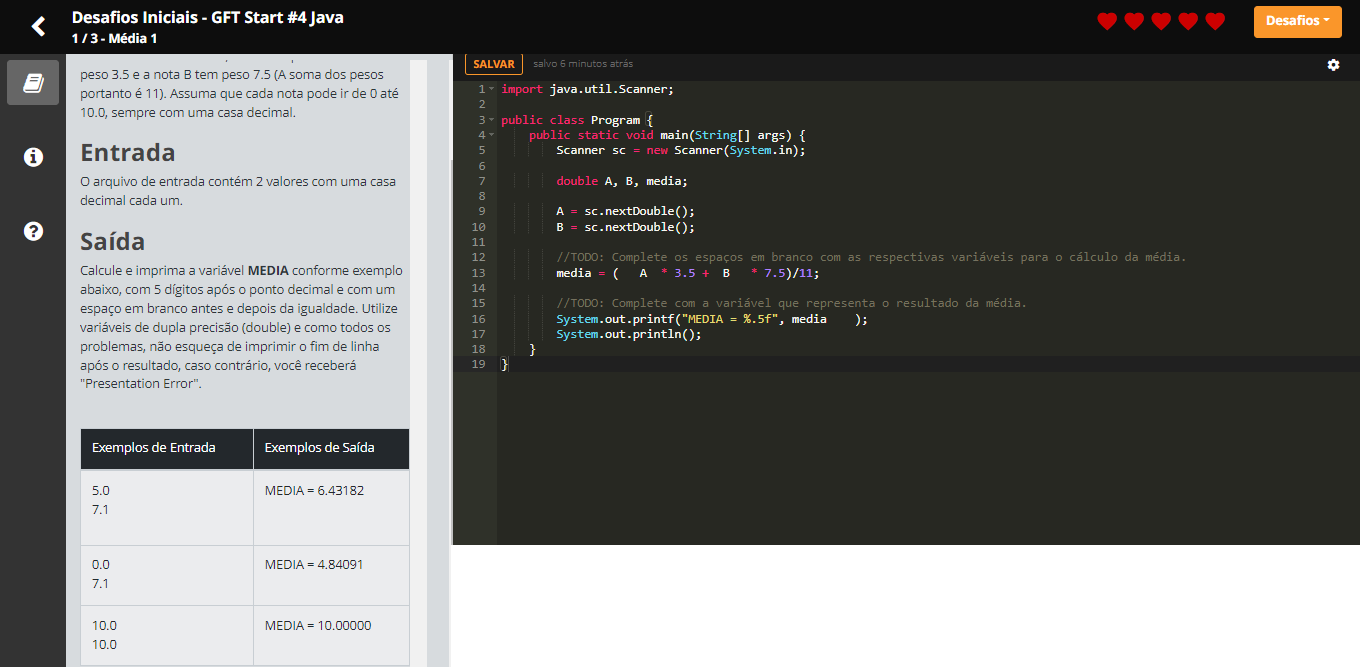 Desafios Iniciais - GFT Start #4 Java
1 / 3 - Média 1
Desafios
peso 3.5 e a nota B tem peso 7.5 (A soma dos pesos
portanto é 11). Assuma que cada nota pode ir de 0 até
10.0, sempre com uma casa decimal.
Entrada
O arquivo de entrada contém 2 valores com uma casa
decimal cada um.
Saída
Calcule e imprima a variável MEDIA conforme exemplo
abaixo, com 5 dígitos após o ponto decimal e com um
espaço em branco antes e depois da igualdade. Utilize
variáveis de dupla precisão (double) e como todos os
problemas, não esqueça de imprimir o fim de linha
após o resultado, caso contrário, você receberá
"Presentation Error".
Exemplos de Entrada Exemplos de Saída
5.0 MEDIA = 6.43182
7.1
0.0 MEDIA = 4.84091
7.1
10.0 MEDIA = 10.00000
10.0
SALVAR salvo 6 minutos atrás
1 import java.util.Scanner;
2
3 public class Program {
4 public static void main(String[] args) {
5 Scanner sc = new Scanner(System.in);
6
7 double A, B, media;
8
9 A = sc.nextDouble();
10 B = sc.nextDouble();
11
12 //TODO: Complete os espaços em branco com as respectivas variáveis para o cálculo da média.
13 media = (   A  * 3.5 +  B   * 7.5)/11;
14
15 //TODO: Complete com a variável que representa o resultado da média.
16 System.out.printf("MEDIA = %.5f", media    );
17 System.out.println();
18 }
19 }